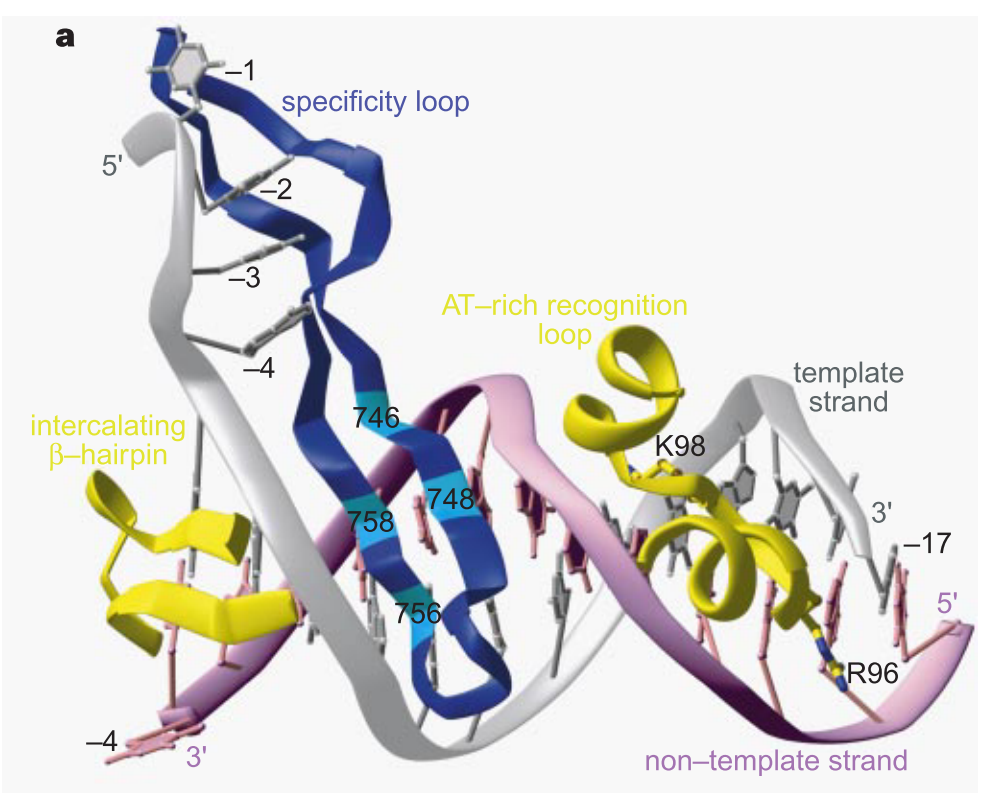 a
–1
specificity loop
5'
–2
–3
–4
AT–rich recognition
loop
template
strand
intercalating
β–hairpin
746
K98
748
758
3'
–17
756
5'
R96
–4
3'
non–template strand